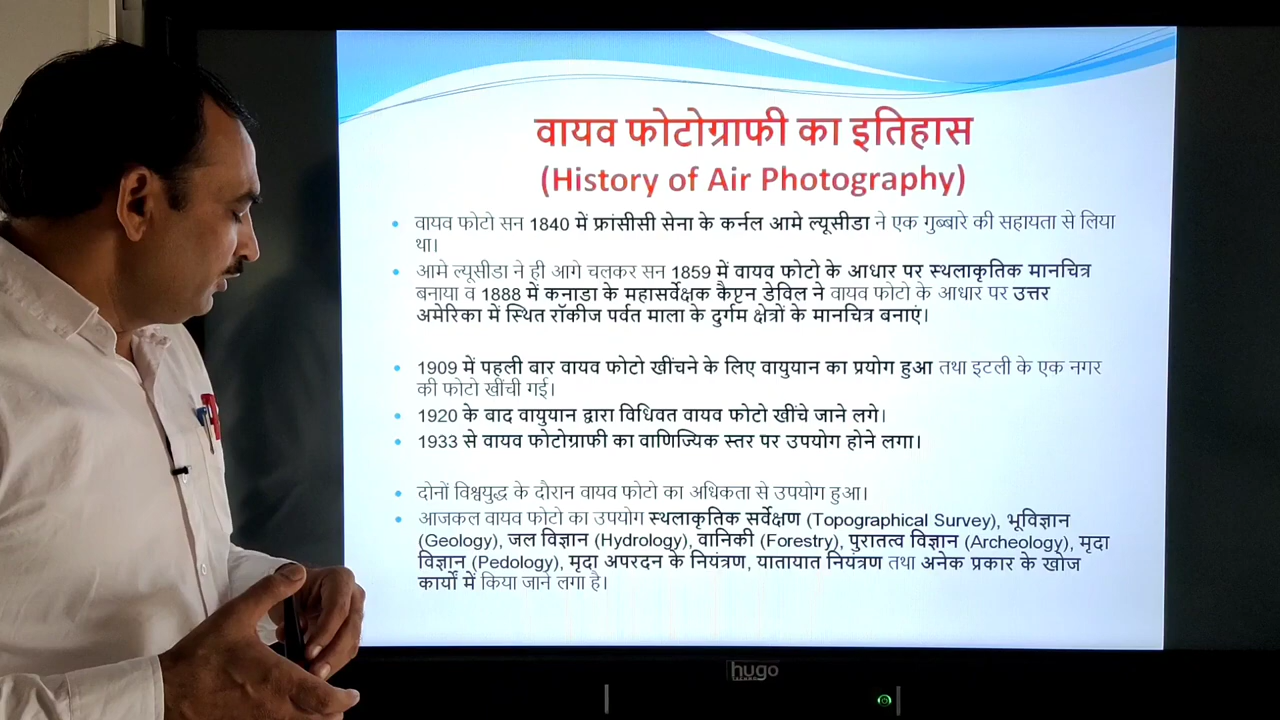 वायव फोटोग्राफी का इतिहास
(History of Air Photography)
वायव फोटो सन 1840 में फ्रांसीसी सेना के कर्नल आमे ल्यूसीडा ने एक गुब्बारे की सहायता से लिया
था।
आमे ल्यूसीडा ने ही आगे चलकर सन 1859 में वायव फोटो के आधार पर स्थलाकृतिक मानचित्र
बनाया व 1888 में कनाडा के महासर्वेक्षक कैप्टन डेविल ने वायव फोटो के आधार पर उत्तर
अमेरिका में स्थित रॉकीज पर्वत माला के दुर्गम क्षेत्रों के मानचित्र बनाएं।
1909 में पहली बार वायव फोटो खींचने के लिए वायुयान का प्रयोग हुआ तथा इटली के एक नगर
की फोटो खींची गई।
1920 के बाद वायुयान द्वारा विधिवत वायव फोटो खींचे जाने लगे।
1933 से वायव फोटोग्राफी का वाणिज्यिक स्तर पर उपयोग होने लगा।
दोनों विश्वयुद्ध के दौरान वायव फोटो का अधिकता से उपयोग हुआ।
आजकल वायव फोटो का उपयोग स्थलाकृतिक सर्वेक्षण (Topographical Survey), भूविज्ञान
(Geology), जल विज्ञान (Hydrology), वानिकी (Forestry), पुरातत्व विज्ञान (Archeology), मृदा
विज्ञान (Pedology), मृदा अपरदन के नियंत्रण, यातायात नियंत्रण तथा अनेक प्रकार के खोज
कार्यों में किया जाने लगा है।
hugo